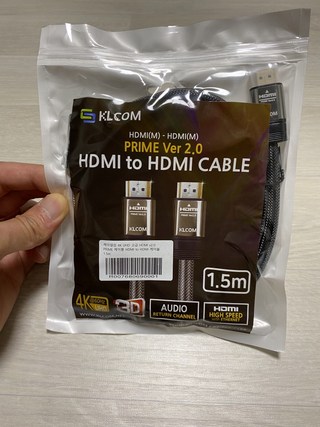 KLCOM
HDMI(M) - HDMI(M)
PRIME Ver 2.0
HDMI to HDMI CABLE
HDMI
HDMI
KLCOM
KLCOM
1.5m
4K
3D
AUDIO
RETURN CHANNEL
HDMI
HIGH SPEED